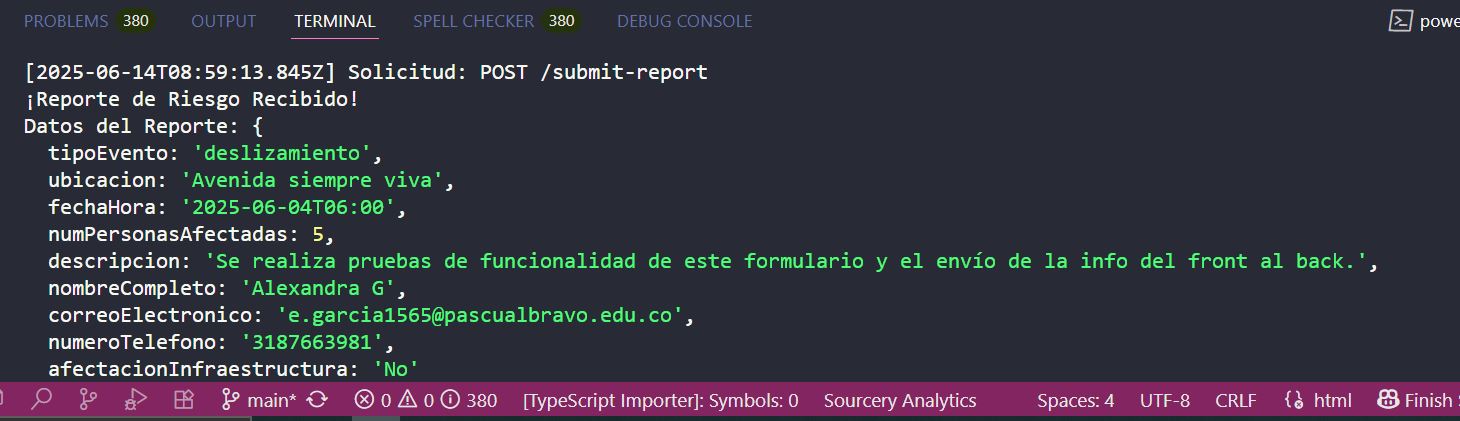 PROBLEMS 380 OUTPUT TERMINAL SPELL CHECKER 380 DEBUG CONSOLE
[2025-06-14T08:59:13.845Z] Solicitud: POST /submit-report
¡Reporte de Riesgo Recibido!
Datos del Reporte: {
tipoEvento: 'deslizamiento',
ubicacion: 'Avenida siempre viva',
fechaHora: '2025-06-04T06:00',
numPersonasAfectadas: 5,
descripcion: 'Se realiza pruebas de funcionalidad de este formulario y el envío de la info del front al back.',
nombreCompleto: 'Alexandra G',
correoElectronico: 'e.garcia1565@pascualbravo.edu.co',
numeroTelefono: '3187663981',
afectacionInfraestructura: 'No'
main* 0 0 380 [TypeScript Importer]: Symbols: 0 Sourcery Analytics Spaces: 4 UTF-8 CRLF html Finish